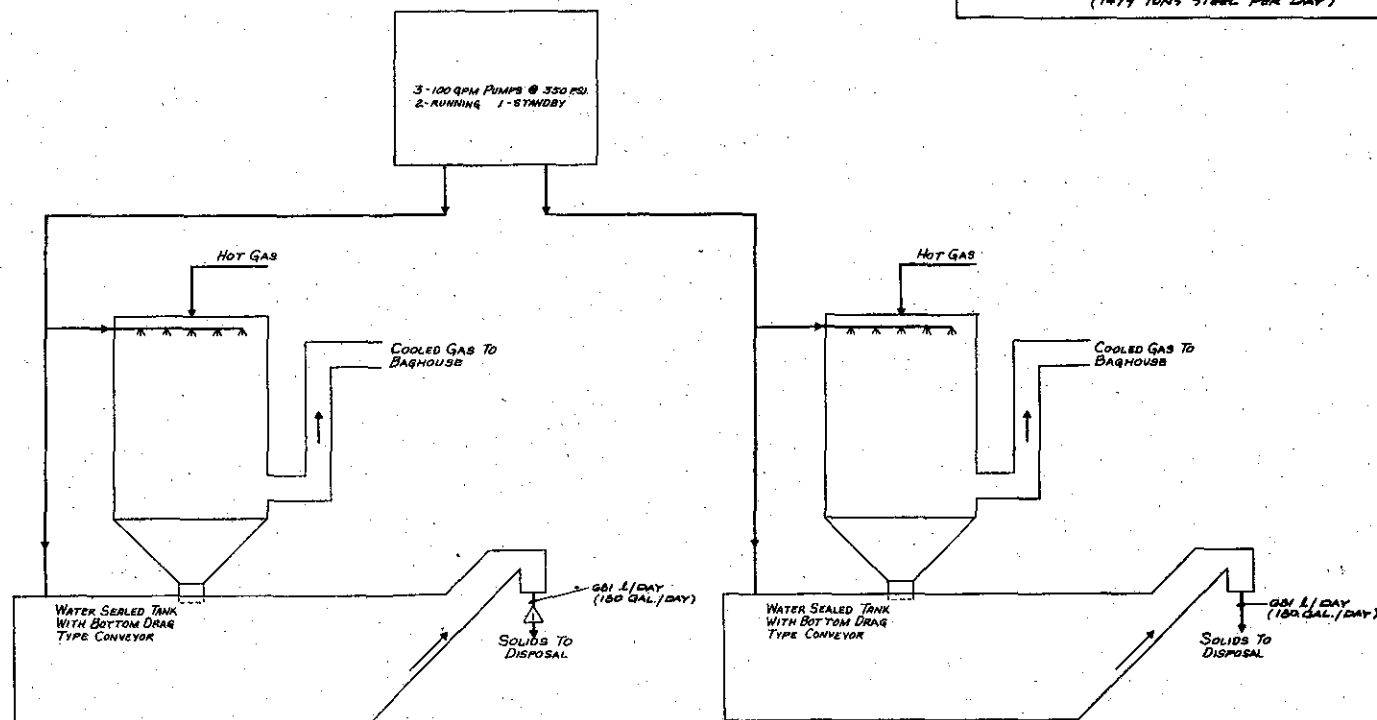 (1479 TONS STEEL PER DAY)
3-100 GPM PUMPS @ 350 PSI.
2-RUNNING 1-STANDBY
HOT GAS
COOLED GAS TO
BAGHOUSE
WATER SEALED TANK
WITH BOTTOM DRAG
TYPE CONVEYOR
681 l/DAY
(180 GAL./DAY)
SOLIDS TO
DISPOSAL
HOT GAS
COOLED GAS TO
BAGHOUSE
WATER SEALED TANK
WITH BOTTOM DRAG
TYPE CONVEYOR
681 l/DAY
(180 GAL./DAY)
SOLIDS TO
DISPOSAL